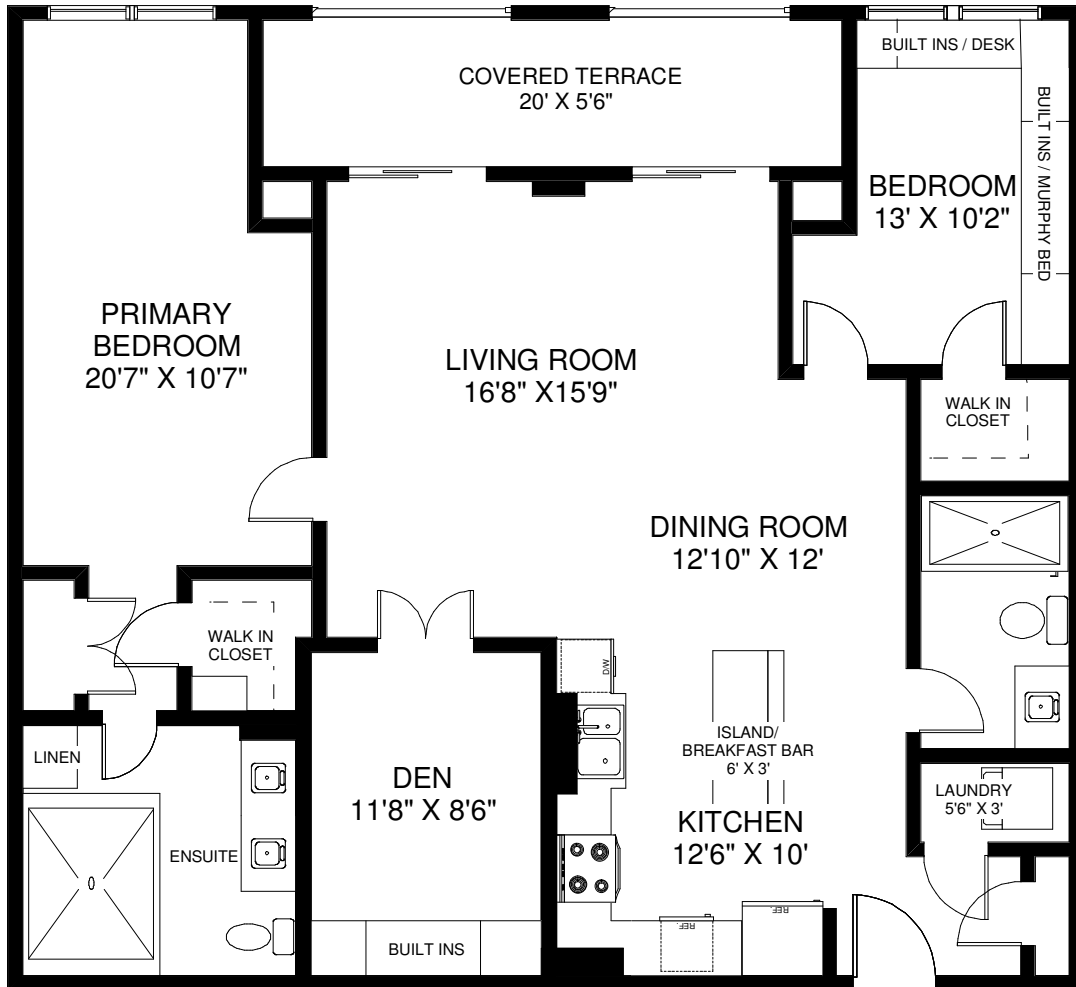 COVERED TERRACE
20' X 5'6"
BUILT INS / DESK
BUILT INS / MURPHY BED
BEDROOM
13' X 10'2"
PRIMARY
BEDROOM
20'7" X 10'7"
LIVING ROOM
16'8" X15'9"
WALK IN
CLOSET
DINING ROOM
12'10" X 12'
WALK IN
CLOSET
D/W
LINEN
ISLAND/
BREAKFAST BAR
6' X 3'
DEN
11'8" X 8'6"
LAUNDRY
5'6" X 3'
KITCHEN
12'6" X 10'
ENSUITE
BUILT INS
REF.
REF.